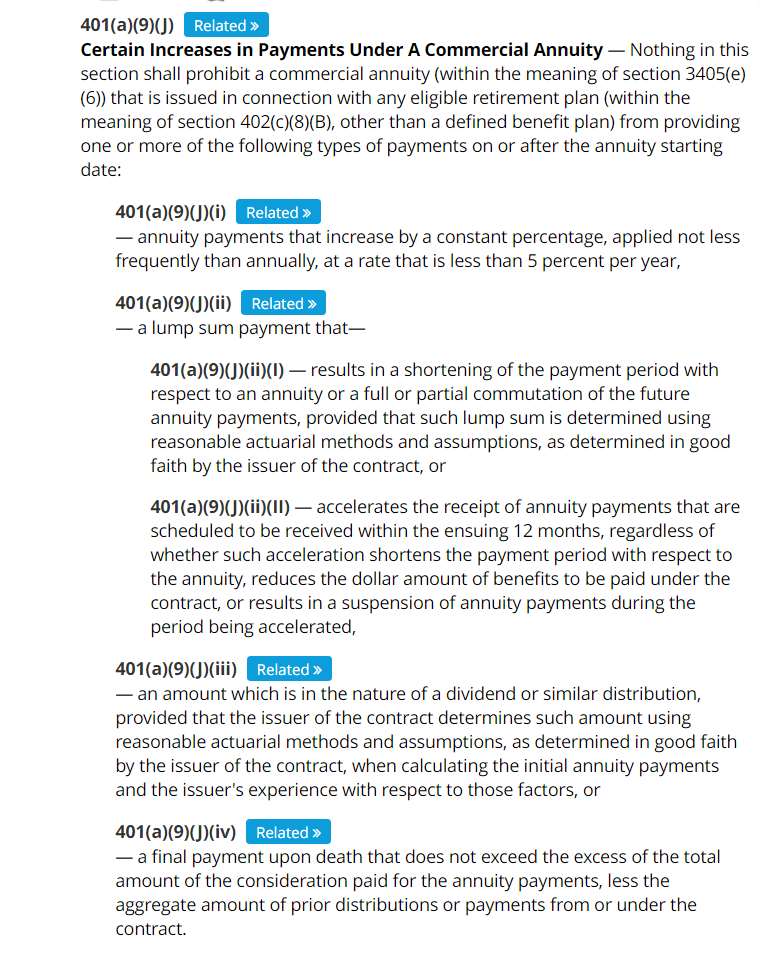 401(a)(9)(J) Related »
Certain Increases in Payments Under A Commercial Annuity — Nothing in this
section shall prohibit a commercial annuity (within the meaning of section 3405(e)
(6)) that is issued in connection with any eligible retirement plan (within the
meaning of section 402(c)(8)(B), other than a defined benefit plan) from providing
one or more of the following types of payments on or after the annuity starting
date:
401(a)(9)(J)(i) Related »
— annuity payments that increase by a constant percentage, applied not less
frequently than annually, at a rate that is less than 5 percent per year,
401(a)(9)(J)(ii) Related »
— a lump sum payment that—
401(a)(9)(J)(ii)(I) — results in a shortening of the payment period with
respect to an annuity or a full or partial commutation of the future
annuity payments, provided that such lump sum is determined using
reasonable actuarial methods and assumptions, as determined in good
faith by the issuer of the contract, or
401(a)(9)(J)(ii)(II) — accelerates the receipt of annuity payments that are
scheduled to be received within the ensuing 12 months, regardless of
whether such acceleration shortens the payment period with respect to
the annuity, reduces the dollar amount of benefits to be paid under the
contract, or results in a suspension of annuity payments during the
period being accelerated,
401(a)(9)(J)(iii) Related »
— an amount which is in the nature of a dividend or similar distribution,
provided that the issuer of the contract determines such amount using
reasonable actuarial methods and assumptions, as determined in good faith
by the issuer of the contract, when calculating the initial annuity payments
and the issuer's experience with respect to those factors, or
401(a)(9)(J)(iv) Related »
— a final payment upon death that does not exceed the excess of the total
amount of the consideration paid for the annuity payments, less the
aggregate amount of prior distributions or payments from or under the
contract.